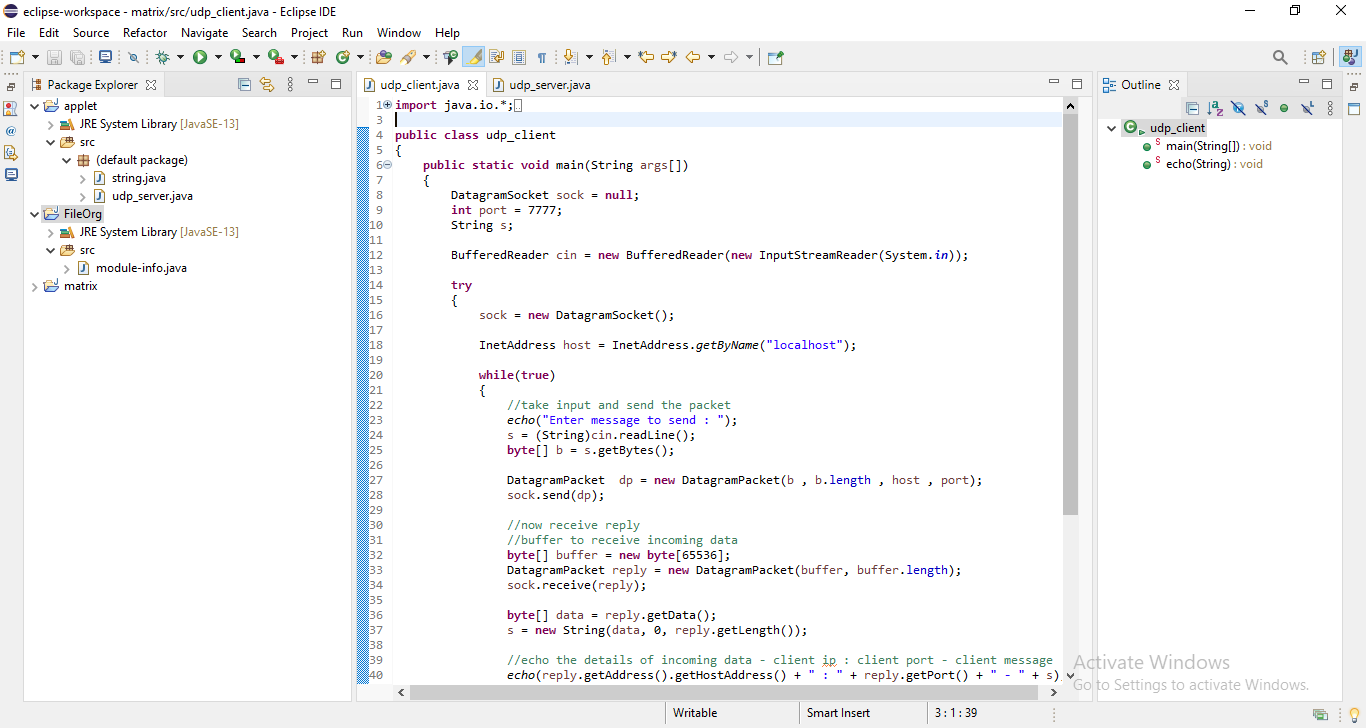 eclipse-workspace - matrix/src/udp_client.java - Eclipse IDE
File Edit Source Refactor Navigate Search Project Run Window Help
Package Explorer
applet
JRE System Library [JavaSE-13]
src
(default package)
string.java
udp_server.java
FileOrg
JRE System Library [JavaSE-13]
src
module-info.java
matrix
udp_client.java udp_server.java
1 import java.io.*;
3
4 public class udp_client
5 {
6 public static void main(String args[])
7 {
8 DatagramSocket sock = null;
9 int port = 7777;
10 String s;
11
12 BufferedReader cin = new BufferedReader(new InputStreamReader(System.in));
13
14 try
15 {
16 sock = new DatagramSocket();
17
18 InetAddress host = InetAddress.getByName("localhost");
19
20 while(true)
21 {
22 //take input and send the packet
23 echo("Enter message to send : ");
24 s = (String)cin.readLine();
25 byte[] b = s.getBytes();
26
27 DatagramPacket  dp = new DatagramPacket(b , b.length , host , port);
28 sock.send(dp);
29
30 //now receive reply
31 //buffer to receive incoming data
32 byte[] buffer = new byte[65536];
33 DatagramPacket reply = new DatagramPacket(buffer, buffer.length);
34 sock.receive(reply);
35
36 byte[] data = reply.getData();
37 s = new String(data, 0, reply.getLength());
38
39 //echo the details of incoming data - client ip : client port - client message
40 echo(reply.getAddress().getHostAddress() + " : " + reply.getPort() + " - " + s)
Outline
udp_client
main(String[]) : void
echo(String) : void
Activate Windows
Go to Settings to activate Windows.
Writable Smart Insert 3 : 1 : 39